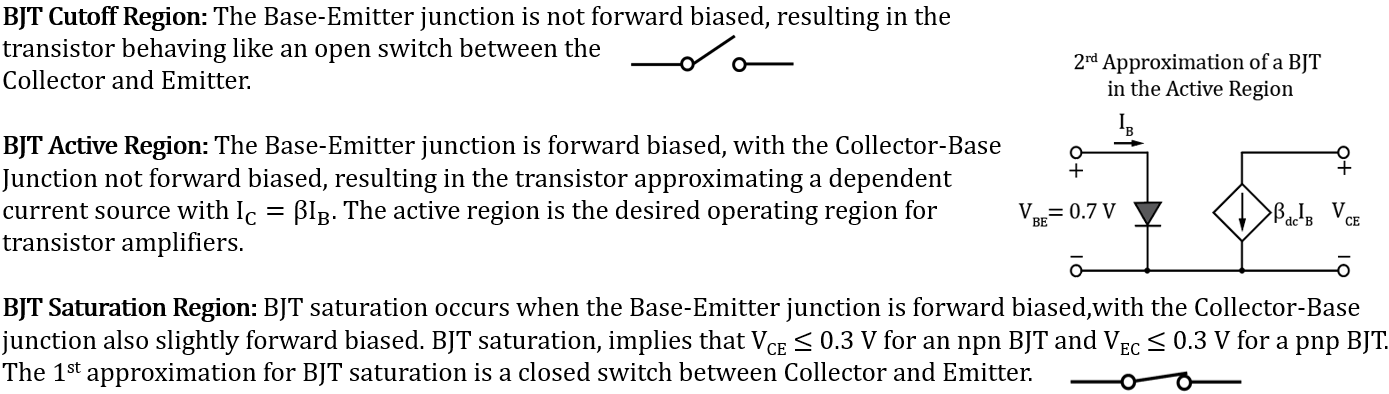 BJT Cutoff Region: The Base-Emitter junction is not forward biased, resulting in the
transistor behaving like an open switch between the
Collector and Emitter.
2rd Approximation of a BJT
in the Active Region
BJT Active Region: The Base-Emitter junction is forward biased, with the Collector-Base
Junction not forward biased, resulting in the transistor approximating a dependent
current source with I_C = βI_B. The active region is the desired operating region for
transistor amplifiers.
I_B
+ +
V_BE= 0.7 V β_dcI_B V_CE
− −
BJT Saturation Region: BJT saturation occurs when the Base-Emitter junction is forward biased,with the Collector-Base
junction also slightly forward biased. BJT saturation, implies that V_CE ≤ 0.3 V for an npn BJT and V_EC ≤ 0.3 V for a pnp BJT.
The 1st approximation for BJT saturation is a closed switch between Collector and Emitter.